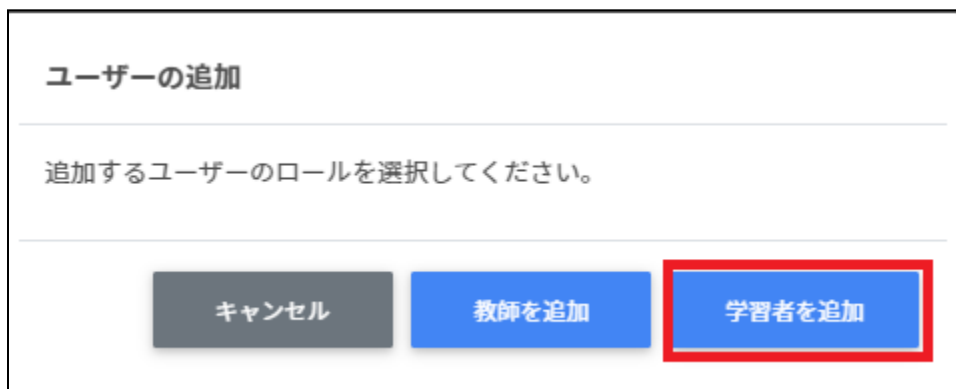 ユーザーの追加
追加するユーザーのロールを選択してください。
キャンセル
教師を追加
学習者を追加